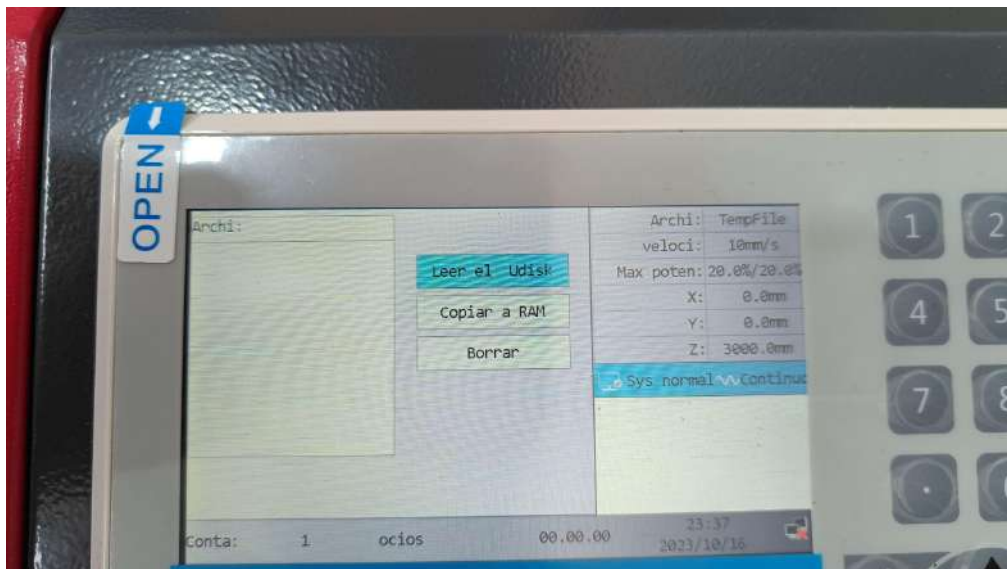 OPEN
Archi:
Leer el Udisk
Copiar a RAM
Borrar
Archi: TempFile
veloci: 10mm/s
Max poten: 20.0%/20.0%
X: 0.0mm
Y: 0.0mm
Z: 3000.0mm
Sys normal Continuo
Conta: 1 ocios 00.00.00 23:37
2023/10/16
1 2
4 5
7 8
.